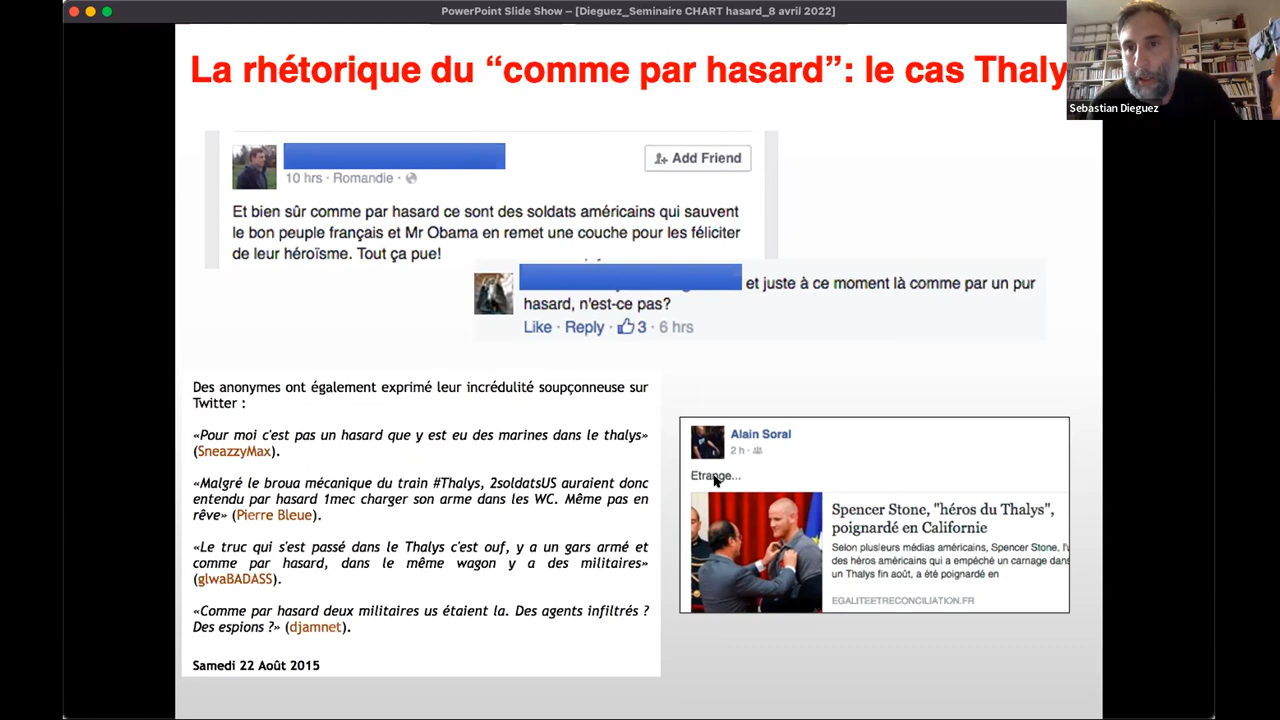 PowerPoint Slide Show – [Dieguez_Seminaire CHART hasard_8 avril 2022]
La rhétorique du “comme par hasard”: le cas Thaly
Sebastian Dieguez
Add Friend
10 hrs · Romandie ·
Et bien sûr comme par hasard ce sont des soldats américains qui sauvent
le bon peuple français et Mr Obama en remet une couche pour les féliciter
de leur héroïsme. Tout ça pue!
et juste à ce moment là comme par un pur
hasard, n'est-ce pas?
Like · Reply · 3 · 6 hrs
Des anonymes ont également exprimé leur incrédulité soupçonneuse sur
Twitter :
«Pour moi c'est pas un hasard que y est eu des marines dans le thalys»
(SneazzyMax).
«Malgré le broua mécanique du train #Thalys, 2soldatsUS auraient donc
entendu par hasard 1mec charger son arme dans les WC. Même pas en
rêve» (Pierre Bleue).
«Le truc qui s'est passé dans le Thalys c'est ouf, y a un gars armé et
comme par hasard, dans le même wagon y a des militaires»
(glwaBADASS).
«Comme par hasard deux militaires us étaient la. Des agents infiltrés ?
Des espions ?» (djamnet).
Samedi 22 Août 2015
Alain Soral
2 h ·
Etrange...
Spencer Stone, "héros du Thalys",
poignardé en Californie
Selon plusieurs médias américains, Spencer Stone, l'
des héros américains qui a empêché un carnage dans
un Thalys fin août, a été poignardé en
EGALITEETRECONCILIATION.FR